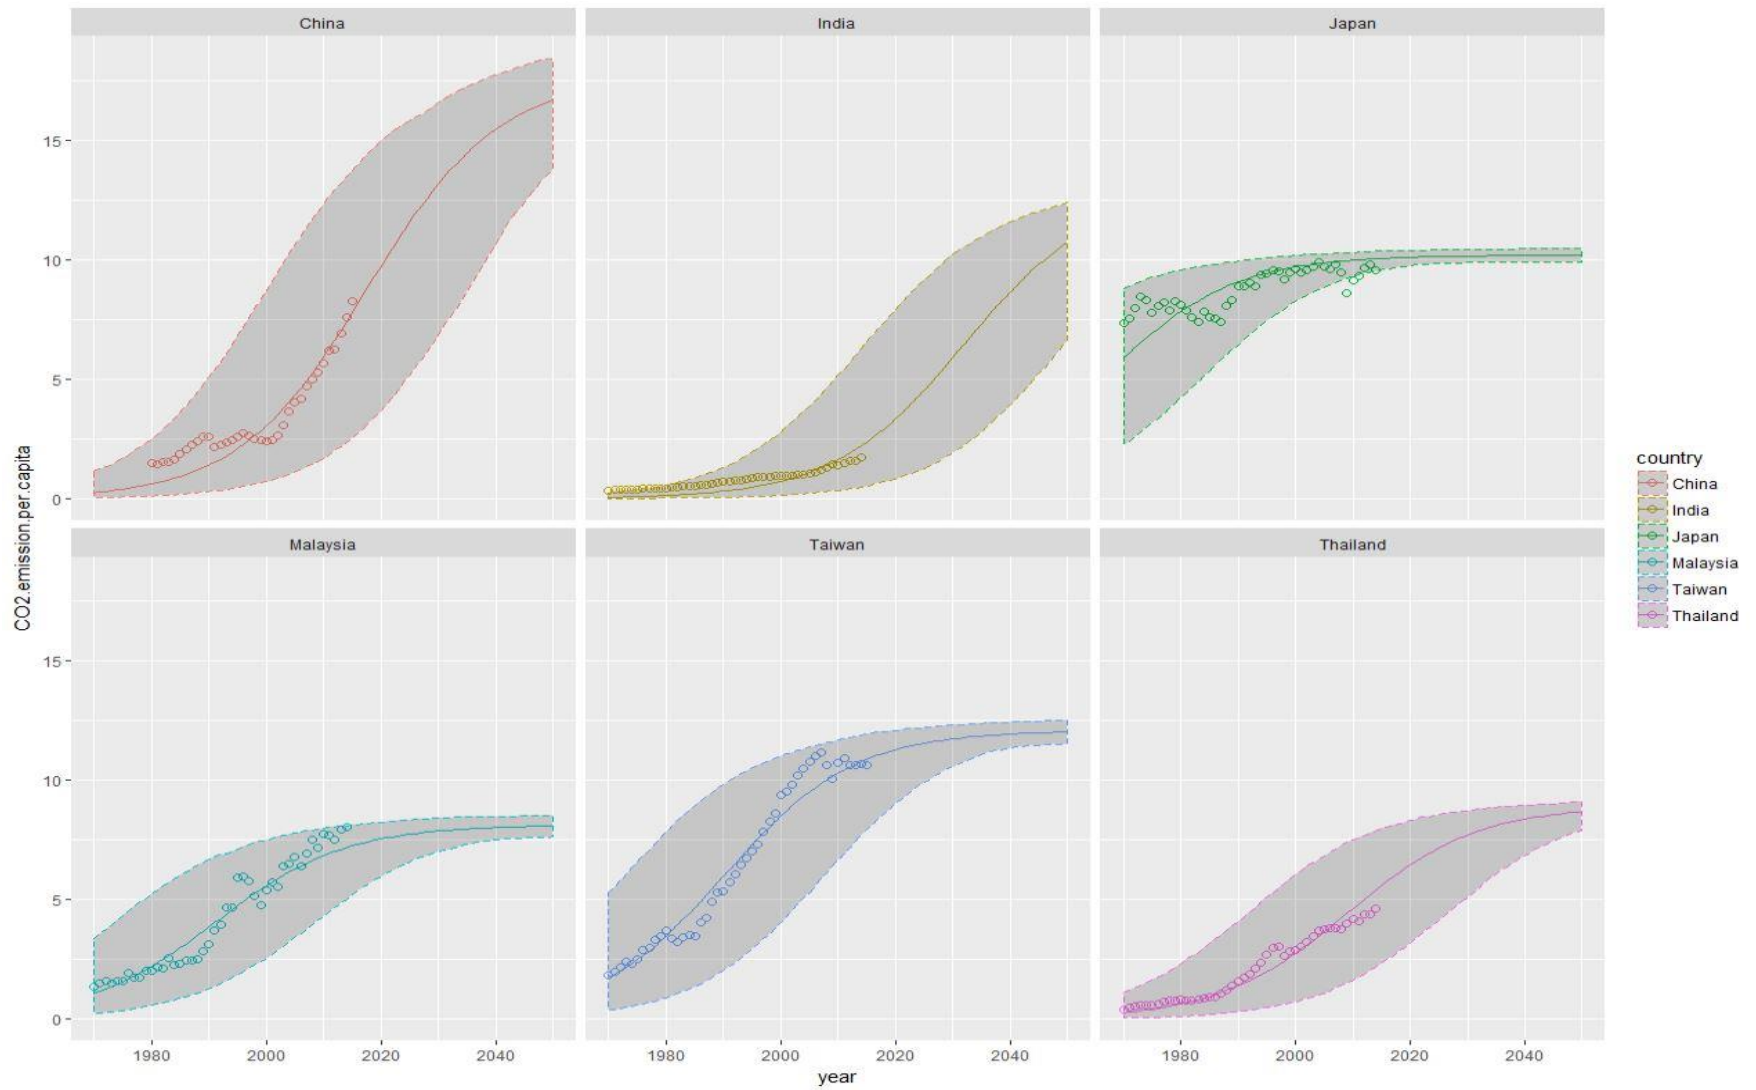 China
India
Japan
15
10
5
0
Malaysia
Taiwan
Thailand
15
10
5
0
1980
2000
2020
2040
1980
2000
2020
2040
1980
2000
2020
2040
year
CO2.emission.per.capita
country
China
India
Japan
Malaysia
Taiwan
Thailand